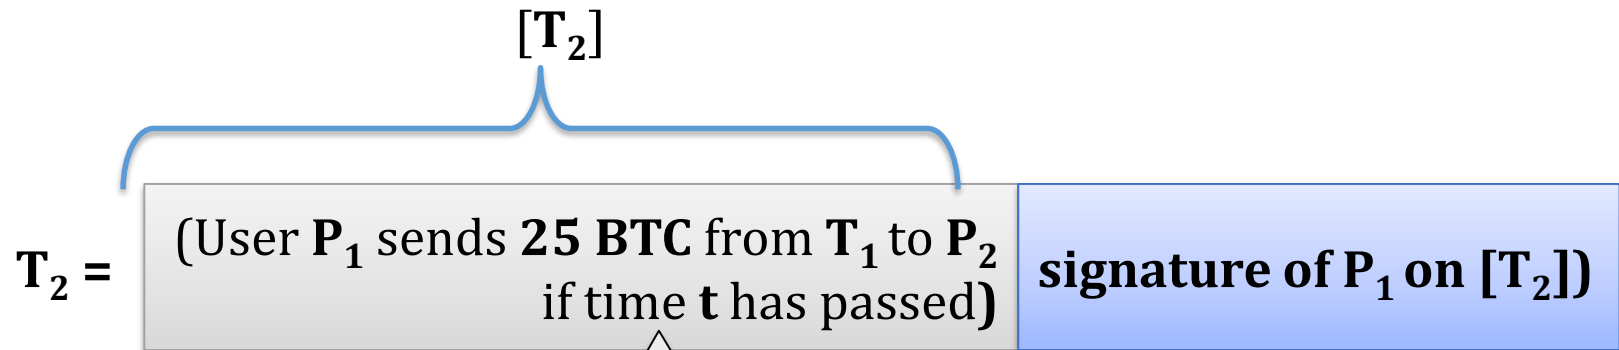 [T₂]
(User P₁ sends 25 BTC from T₁ to P₂
T₂ =
if time t has passed)
signature of P₁ on [T₂])